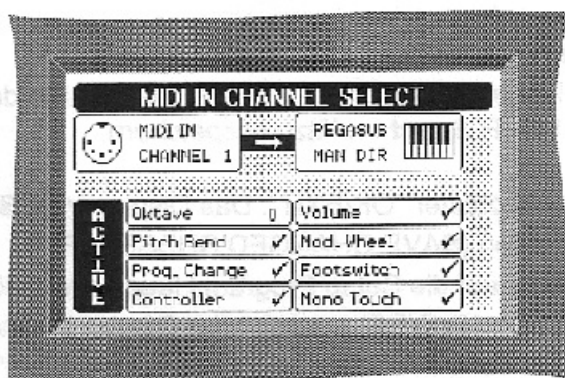 MIDI IN CHANNEL SELECT
MIDI IN
CHANNEL 1
PEGASUS
MAN DIR
ACTIVE
Oktave 0
Volume ✓
Pitch Bend ✓
Mod. Wheel ✓
Prog. Change ✓
Footswitch ✓
Controller ✓
Mono Touch ✓